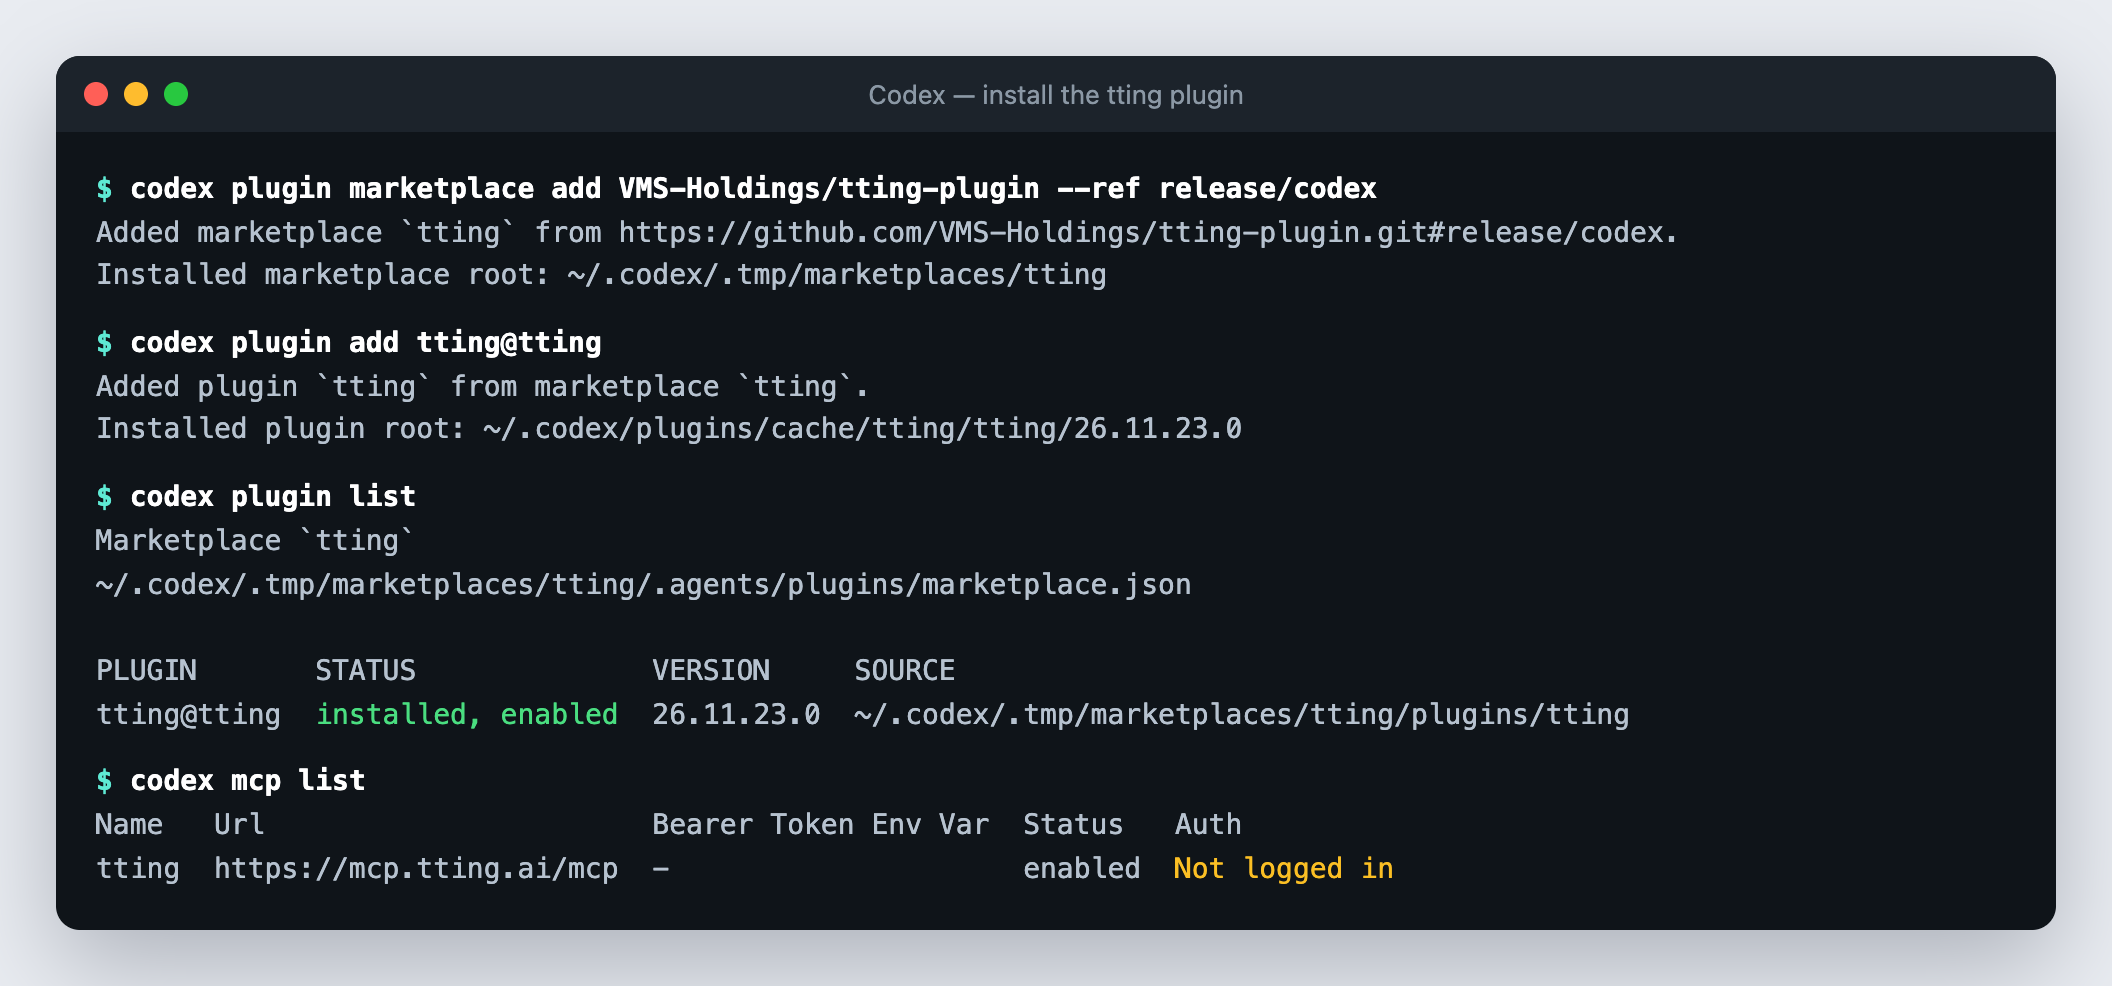 Codex — install the tting plugin
$ codex plugin marketplace add VMS-Holdings/tting-plugin --ref release/codex
Added marketplace `tting` from https://github.com/VMS-Holdings/tting-plugin.git#release/codex.
Installed marketplace root: ~/.codex/.tmp/marketplaces/tting
$ codex plugin add tting@tting
Added plugin `tting` from marketplace `tting`.
Installed plugin root: ~/.codex/plugins/cache/tting/tting/26.11.23.0
$ codex plugin list
Marketplace `tting`
~/.codex/.tmp/marketplaces/tting/.agents/plugins/marketplace.json
PLUGIN       STATUS              VERSION     SOURCE
tting@tting  installed, enabled  26.11.23.0  ~/.codex/.tmp/marketplaces/tting/plugins/tting
$ codex mcp list
Name   Url                       Bearer Token Env Var  Status   Auth
tting  https://mcp.tting.ai/mcp  -                     enabled  Not logged in